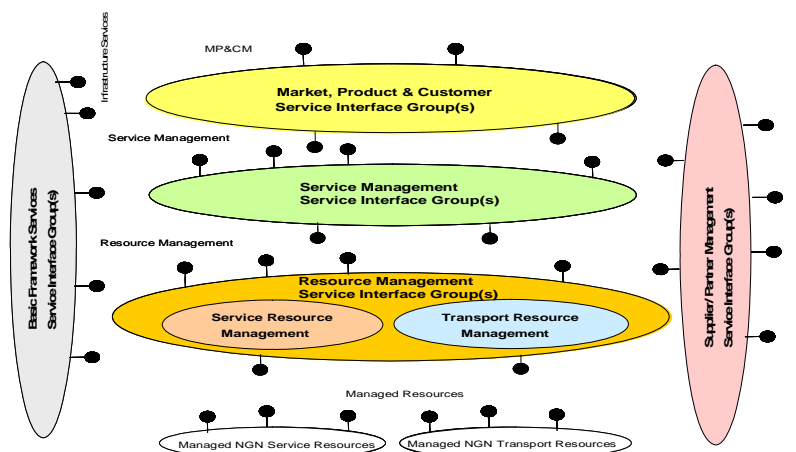 Infrastructure Services
MP&CM
Market, Product & Customer
Service Interface Group(s)
Service Management
Service Management
Service Interface Group(s)
Resource Management
Resource Management
Service Interface Group(s)
Service Resource
Management
Transport Resource
Management
Managed Resources
Managed NGN Service Resources
Managed NGN Transport Resources
Basic Framework Services
Service Interface Group(s)
Supplier/ Partner Management
Service Interface Group(s)